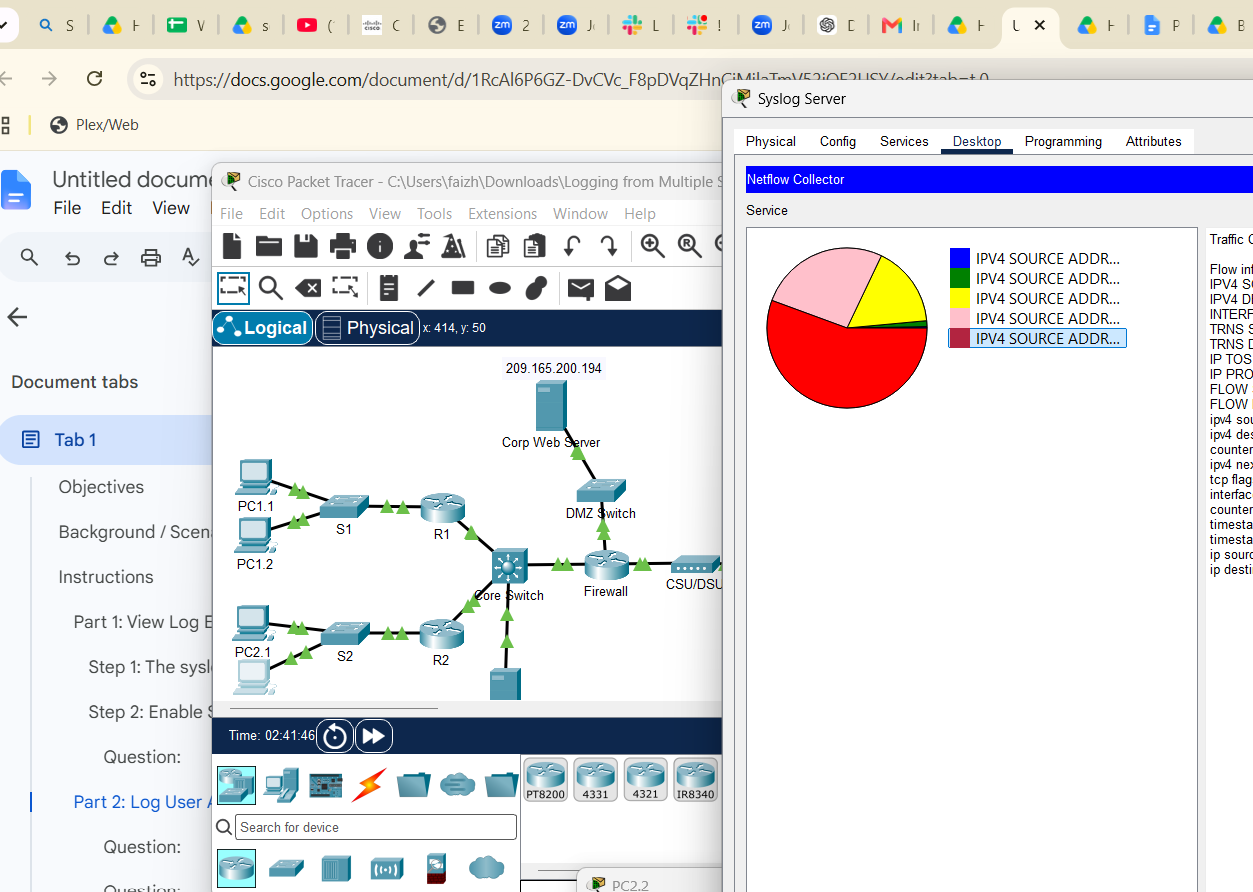 S
H
W
s
(
C
E
2
J
L
!
J
D
Ir
H
U
H
P
B
https://docs.google.com/document/d/1RcAl6P6GZ-DvCVc_F8pDVqZHn
Plex/Web
Syslog Server
Physical Config Services Desktop Programming Attributes
Netflow Collector
Service
IPV4 SOURCE ADDR...
IPV4 SOURCE ADDR...
IPV4 SOURCE ADDR...
IPV4 SOURCE ADDR...
IPV4 SOURCE ADDR...
Traffic C
Flow inf
IPV4 SO
IPV4 DE
INTERF
TRNS S
TRNS D
IP TOS
IP PRO
FLOW
FLOW
ipv4 sou
ipv4 des
counter
ipv4 nex
tcp flag
interfac
counter
timesta
timesta
ip sourc
ip desti
Untitled docume
File Edit View
Document tabs
Tab 1
Objectives
Background / Scena
Instructions
Part 1: View Log E
Step 1: The syslo
Step 2: Enable S
Question:
Part 2: Log User A
Question:
Question:
Cisco Packet Tracer - C:\Users\faizh\Downloads\Logging from Multiple S
File Edit Options View Tools Extensions Window Help
Logical Physical x: 414, y: 50
209.165.200.194
Corp Web Server
PC1.1
S1
R1
DMZ Switch
PC1.2
Core Switch
Firewall
CSU/DSU
PC2.1
S2
R2
Time: 02:41:46
PT8200 4331 4321 IR8340
Search for device
PC2.2